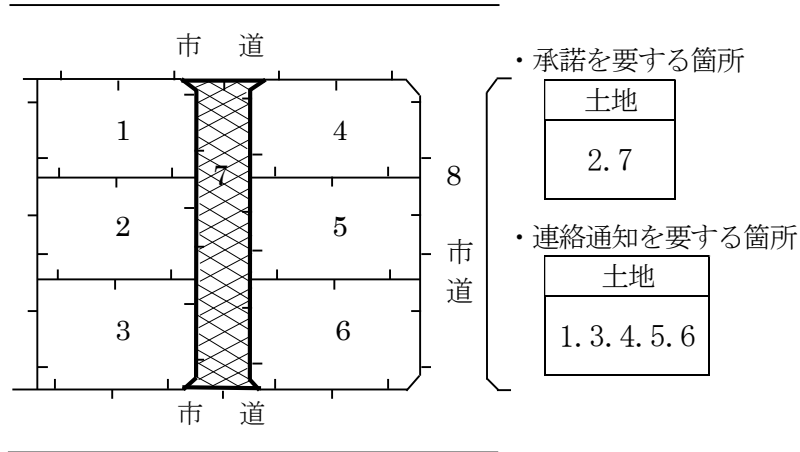 市 道
1
4
7
2
5
8
市
道
3
6
市 道
・承諾を要する箇所
土地
2.7
・連絡通知を要する箇所
土地
1.3.4.5.6